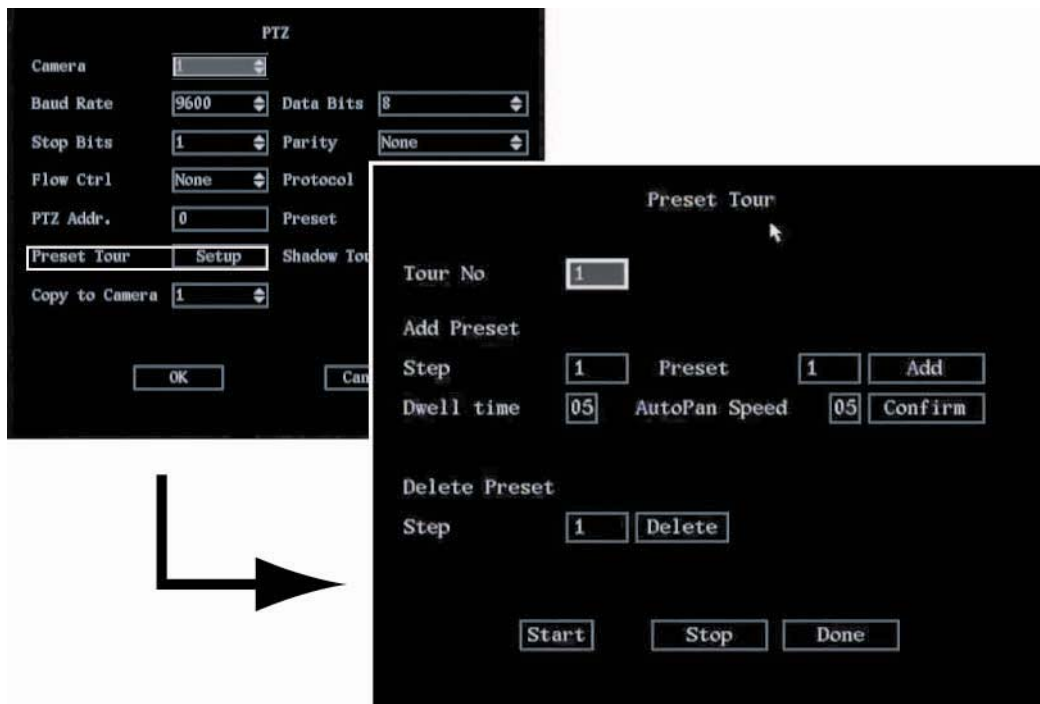 PTZ
Camera 1
Baud Rate 9600 Data Bits 8
Stop Bits 1 Parity None
Flow Ctrl None Protocol
PTZ Addr. 0 Preset
Preset Tour Setup Shadow Tou
Copy to Camera 1
OK Can
Preset Tour
Tour No 1
Add Preset
Step 1 Preset 1 Add
Dwell time 05 AutoPan Speed 05 Confirm
Delete Preset
Step 1 Delete
Start Stop Done